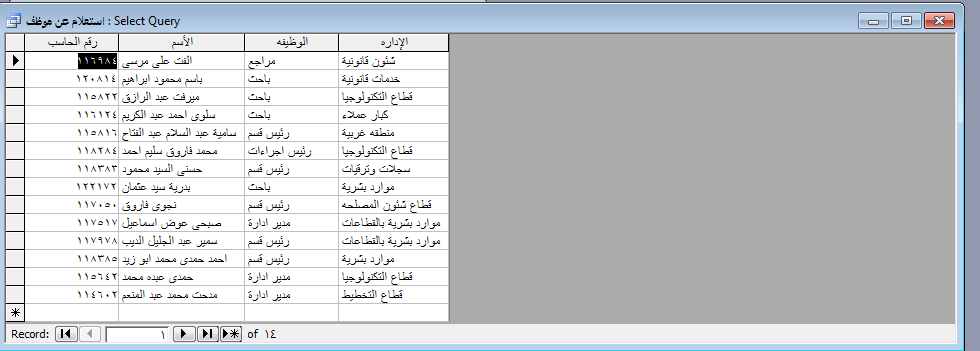 استعلام عن موظف : Select Query
رقم الحاسب الأسم الوظيفه الإداره
١١٦٩٨٤ الفت على مرسى مراجع شئون قانونية
١٢٠٨١٤ باسم محمود ابراهيم باحث خدمات قانونية
١١٥٨٢٢ ميرفت عبد الرازق باحث قطاع التكنولوجيا
١١٦١٢٤ سلوى احمد عبد الكريم باحث كبار عملاء
١١٥٨١٦ سامية عبد السلام عبد الفتاح رئيس قسم منطقه غربية
١١٨٢٨٤ محمد فاروق سليم احمد رئيس اجراءات قطاع التكنولوجيا
١١٨٣٨٣ حسنى السيد محمود رئيس قسم سجلات وترقيات
١٢٢١٧٢ بدرية سيد عثمان باحث موارد بشرية
١١٧٠٥٠ نجوى فاروق رئيس قسم قطاع شئون المصلحه
١١٧٥١٧ صبحى عوض اسماعيل مدير ادارة موارد بشرية بالقطاعات
١١٧٩٧٨ سمير عبد الجليل الديب رئيس قسم موارد بشرية بالقطاعات
١١٨٣٨٥ احمد حمدى محمد ابو زيد رئيس قسم موارد بشرية
١١٥٦٤٢ حمدى عبده محمد مدير ادارة قطاع التكنولوجيا
١١٤٦٠٢ مدحت محمد عبد المنعم مدير ادارة قطاع التخطيط
Record: ١ of ١٤